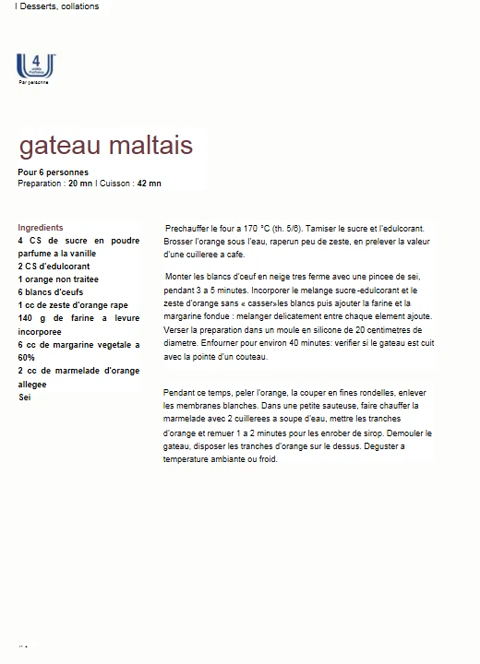 I Desserts, collations
4
Par personne
gateau maltais
Pour 6 personnes
Preparation : 20 mn I Cuisson : 42 mn
Ingredients
4 CS de sucre en poudre
parfume a la vanille
2 CS d'edulcorant
1 orange non traitee
6 blancs d'ceufs
1 cc de zeste d'orange rape
140 g de farine a levure
incorporee
6 cc de margarine vegetale a
60%
2 cc de marmelade d'orange
allegee
Sei
Prechauffer le four a 170 °C (th. 5/6). Tamiser le sucre et l'edulcorant.
Brosser l'orange sous l'eau, raperun peu de zeste, en prelever la valeur
d'une cuilleree a cafe.
Monter les blancs d'ceuf en neige tres ferme avec une pincee de sei,
pendant 3 a 5 minutes. Incorporer le melange sucre-edulcorant et le
zeste d'orange sans « casser»les blancs puis ajouter la farine et la
margarine fondue : melanger delicatement entre chaque element ajoute.
Verser la preparation dans un moule en silicone de 20 centimetres de
diametre. Enfourner pour environ 40 minutes: verifier si le gateau est cuit
avec la pointe d'un couteau.
Pendant ce temps, peler l'orange, la couper en fines rondelles, enlever
les membranes blanches. Dans une petite sauteuse, faire chauffer la
marmelade avec 2 cuillerees a soupe d'eau, mettre les tranches
d'orange et remuer 1 a 2 minutes pour les enrober de sirop. Demouler le
gateau, disposer les tranches d'orange sur le dessus. Deguster a
temperature ambiante ou froid.